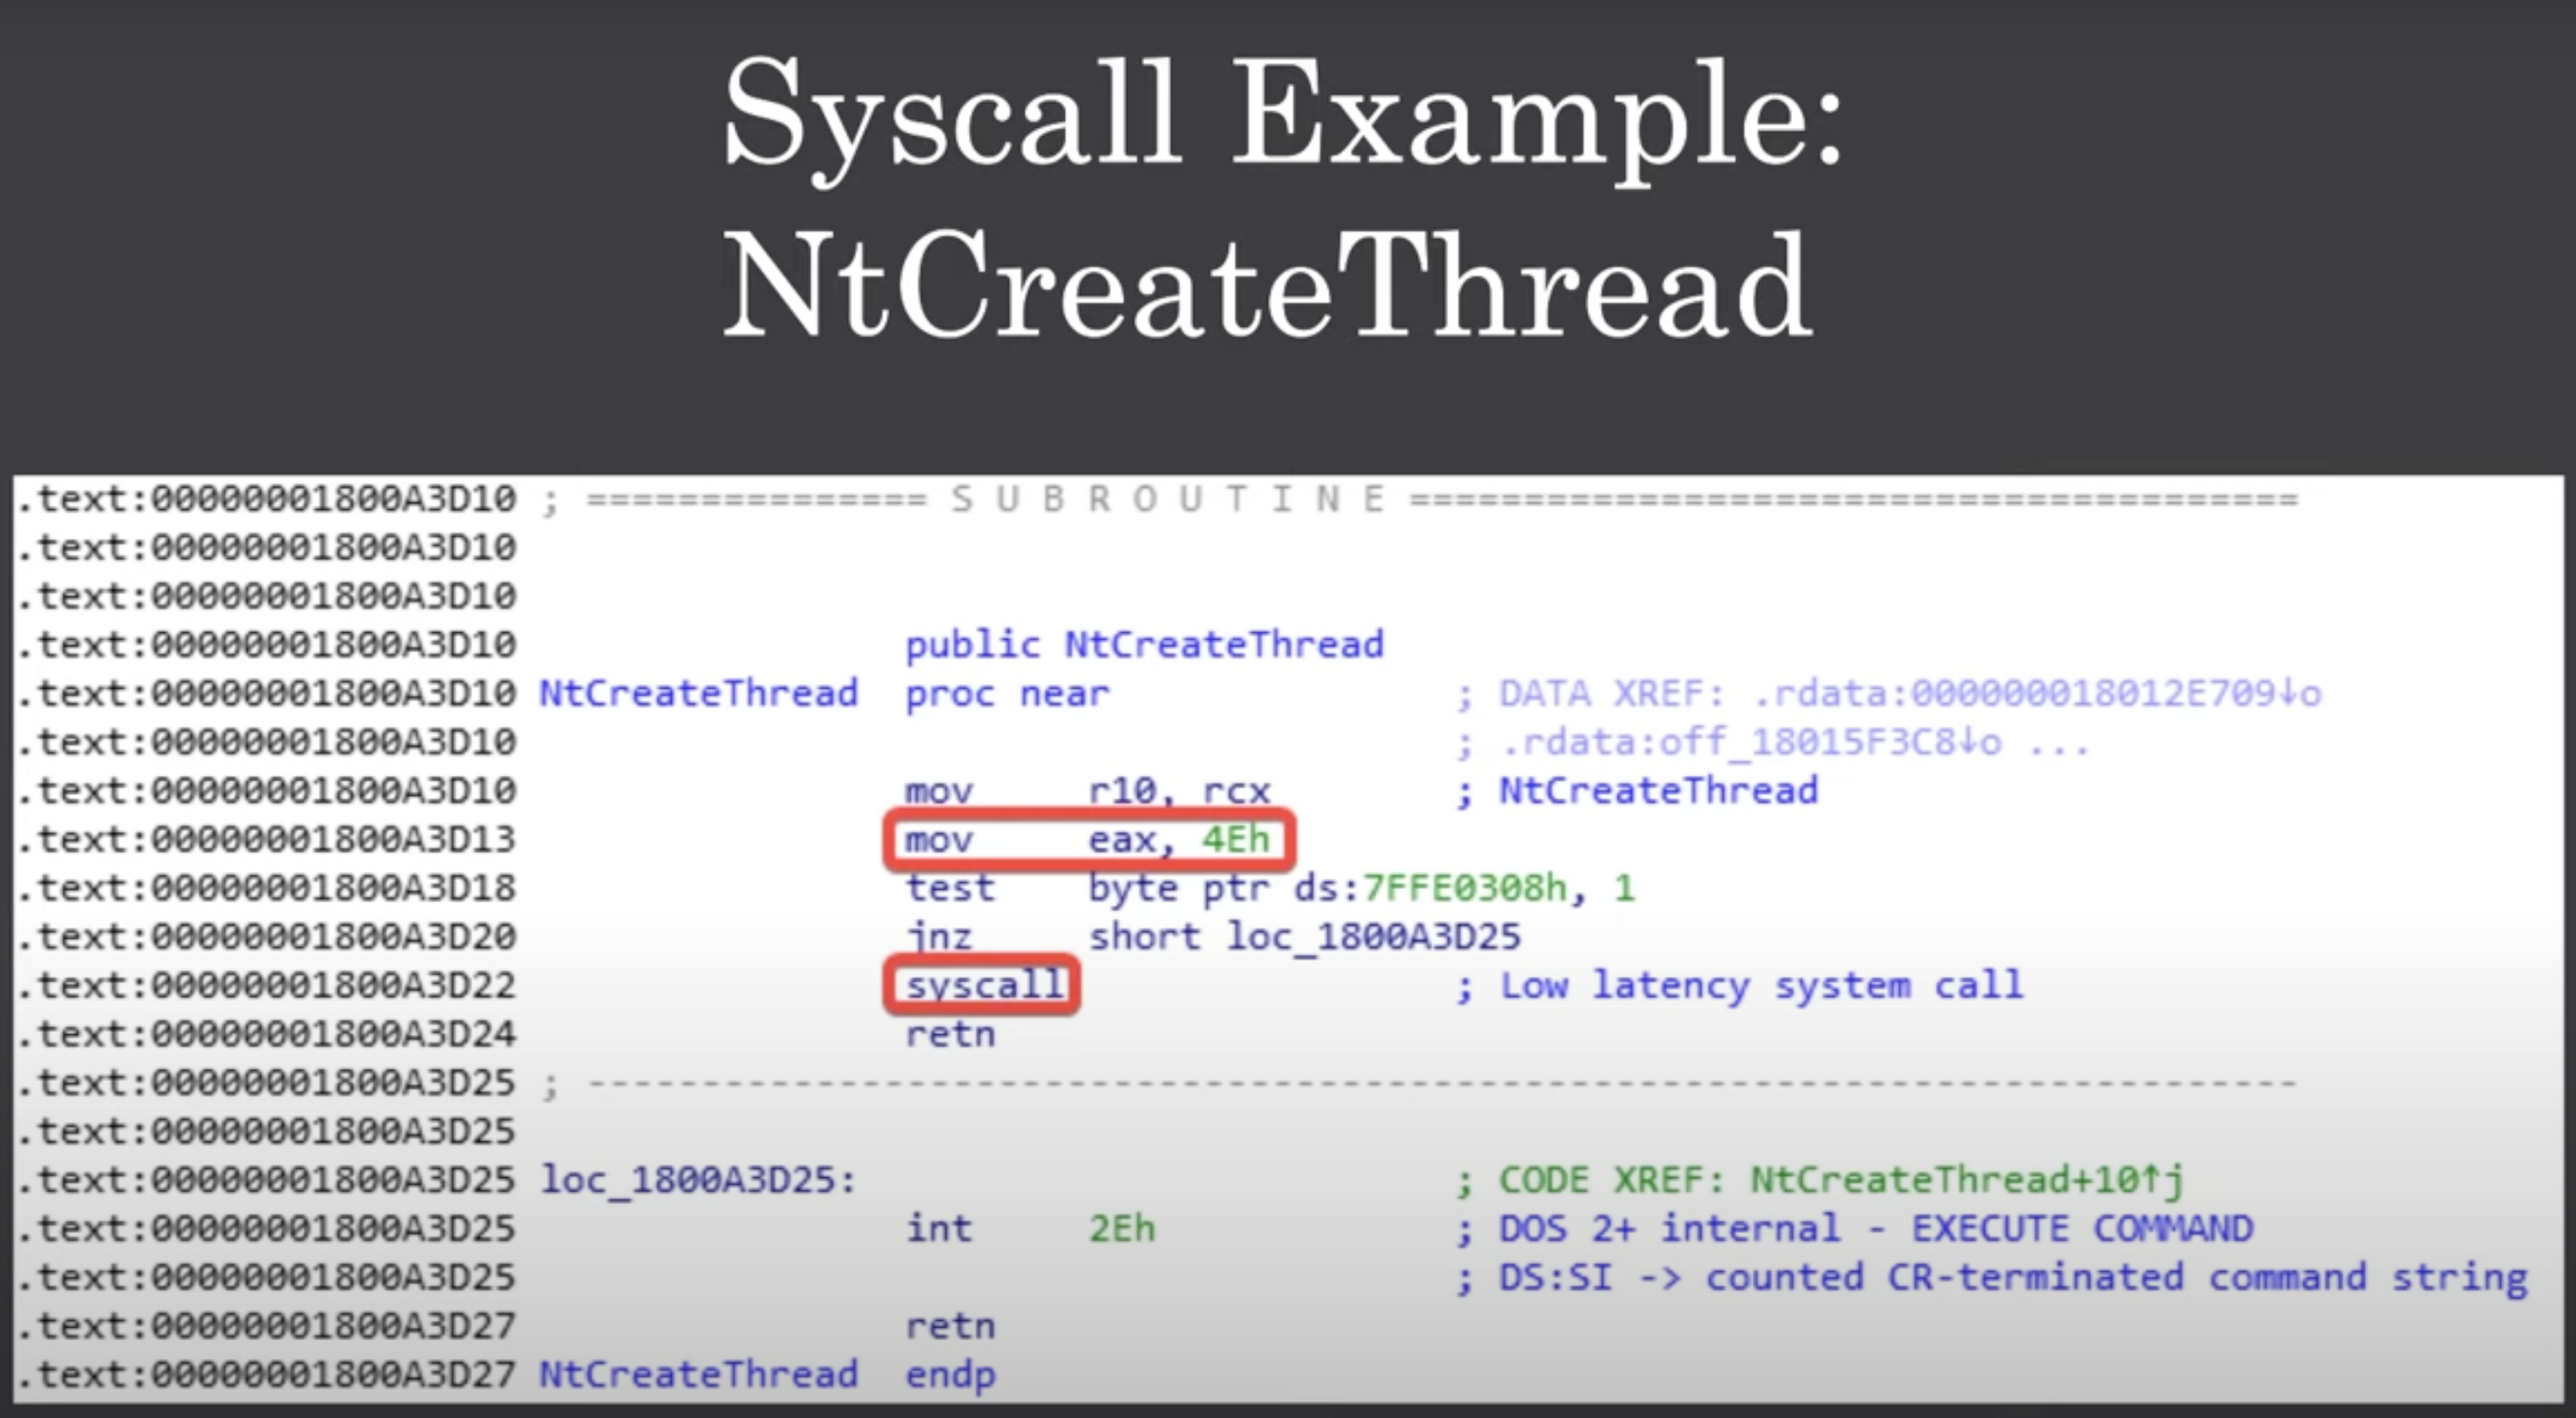 Syscall Example:
NtCreateThread
.text:00000001800A3D10 ; =============== S U B R O U T I N E =======================================
.text:00000001800A3D10
.text:00000001800A3D10
.text:00000001800A3D10 public NtCreateThread
.text:00000001800A3D10 NtCreateThread proc near ; DATA XREF: .rdata:000000018012E709↓o
.text:00000001800A3D10 ; .rdata:off_18015F3C8↓o ...
.text:00000001800A3D10 mov r10, rcx ; NtCreateThread
.text:00000001800A3D13 mov eax, 4Eh
.text:00000001800A3D18 test byte ptr ds:7FFE0308h, 1
.text:00000001800A3D20 jnz short loc_1800A3D25
.text:00000001800A3D22 syscall ; Low latency system call
.text:00000001800A3D24 retn
.text:00000001800A3D25 ; ---------------------------------------------------------------------------
.text:00000001800A3D25
.text:00000001800A3D25 loc_1800A3D25: ; CODE XREF: NtCreateThread+10↑j
.text:00000001800A3D25 int 2Eh ; DOS 2+ internal - EXECUTE COMMAND
.text:00000001800A3D25 ; DS:SI -> counted CR-terminated command string
.text:00000001800A3D27 retn
.text:00000001800A3D27 NtCreateThread endp